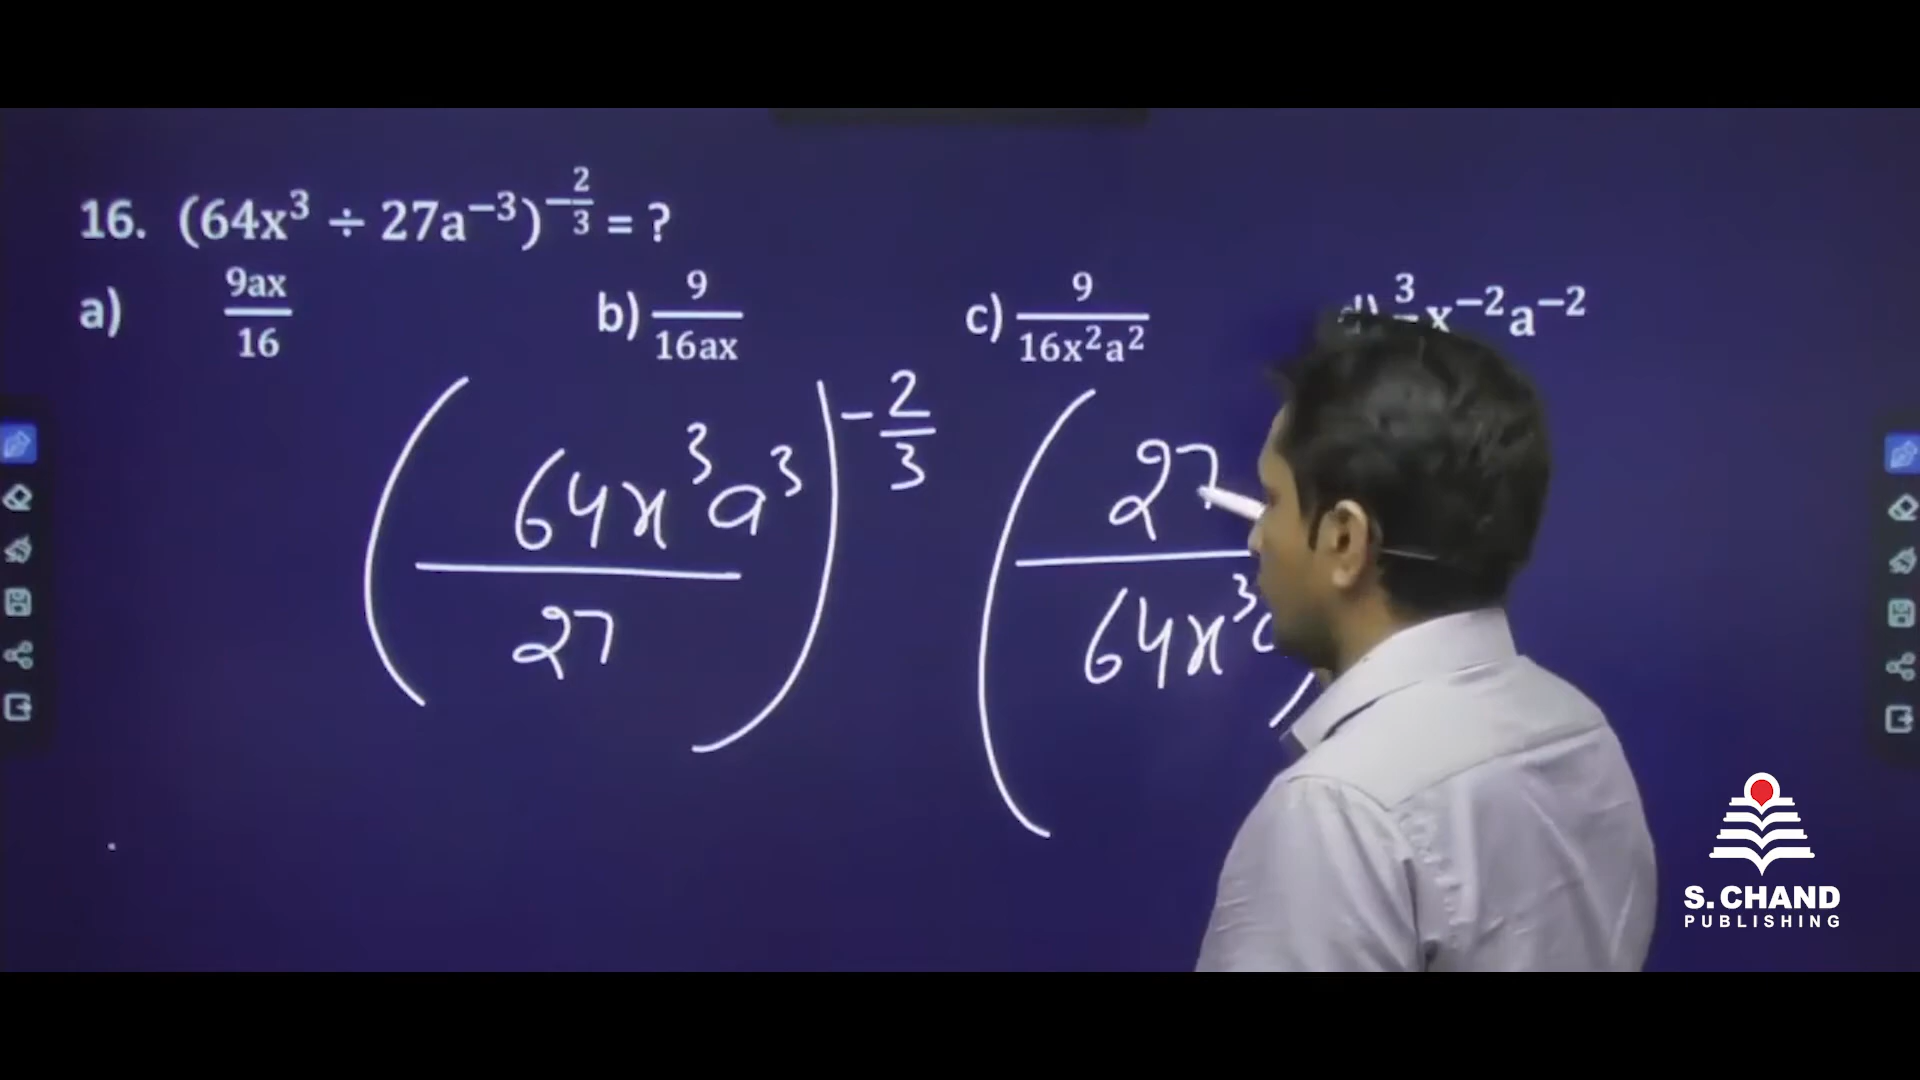 16. (64x³ ÷ 27a⁻³)^(-2/3) = ?
a) 9ax/16 b) 9/16ax c) 9/16x²a² 3 x⁻²a⁻²
(64x³a³/27)^(-2/3) (27/64x³
S. CHAND
PUBLISHING